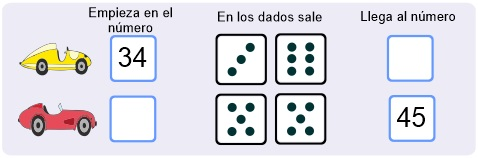 Empieza en el
número
En los dados sale
Llega al número
34
45